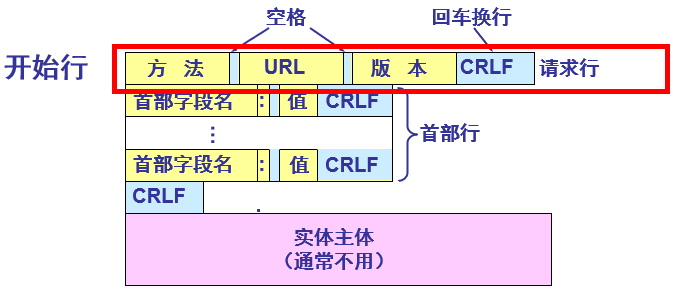 空格 回车换行
开始行 方 法 URL 版 本 CRLF 请求行
首部字段名 : 值 CRLF
⋮ 首部行
首部字段名 : 值 CRLF
CRLF
实体主体
（通常不用）